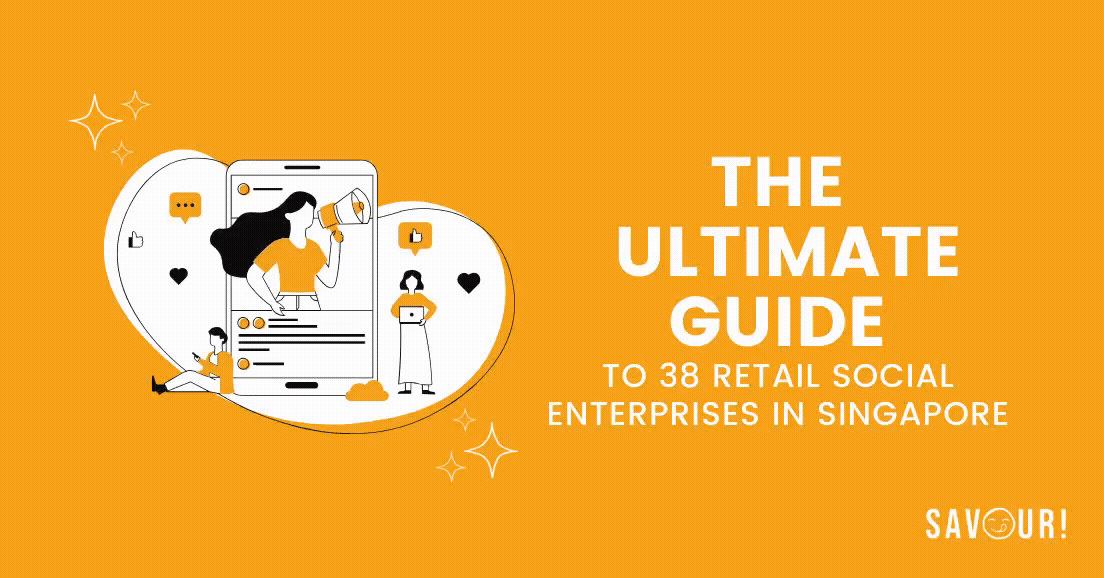 THE
ULTIMATE
GUIDE
TO 38 RETAIL SOCIAL
ENTERPRISES IN SINGAPORE
SAVOUR!